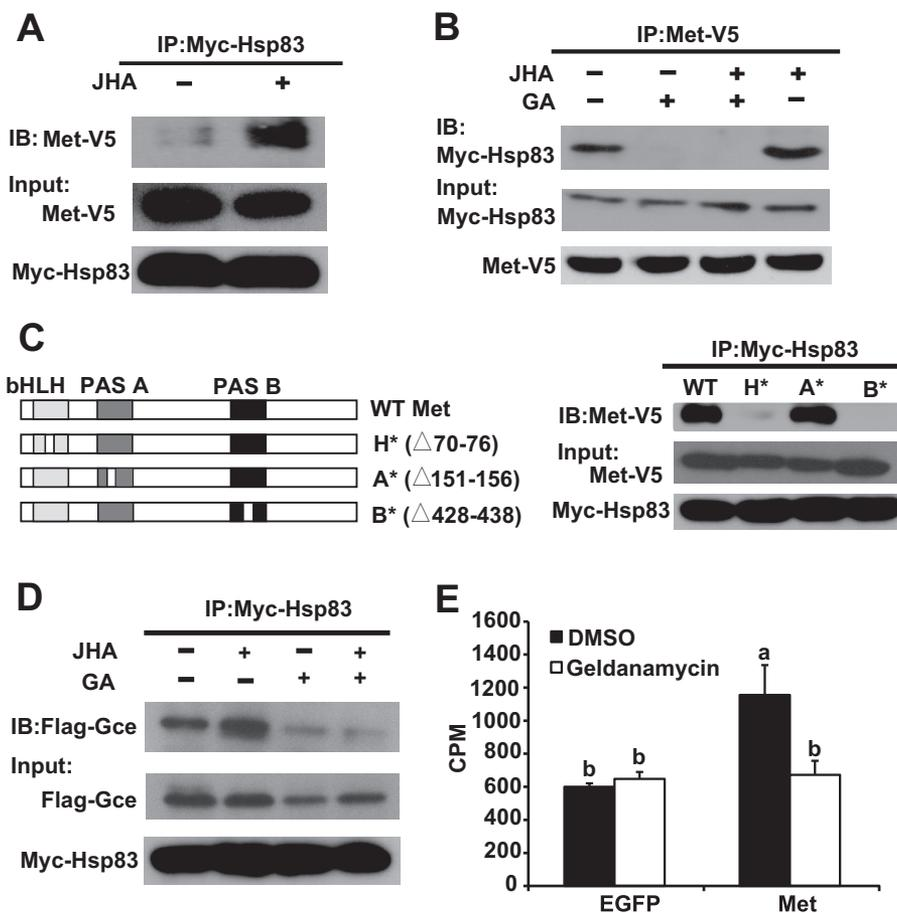 A
IP:Myc-Hsp83
JHA − +
IB: Met-V5
Input:
Met-V5
Myc-Hsp83
B
IP:Met-V5
JHA − − + +
GA − + + −
IB:
Myc-Hsp83
Input:
Myc-Hsp83
Met-V5
C
bHLH PAS A PAS B
WT Met
H* (△70-76)
A* (△151-156)
B* (△428-438)
IP:Myc-Hsp83
WT H* A* B*
IB:Met-V5
Input:
Met-V5
Myc-Hsp83
D
IP:Myc-Hsp83
JHA − + − +
GA − − + +
IB:Flag-Gce
Input:
Flag-Gce
Myc-Hsp83
E
1600
1400
1200
1000
800
600
400
200
0
CPM
DMSO
Geldanamycin
b b a b
EGFP Met